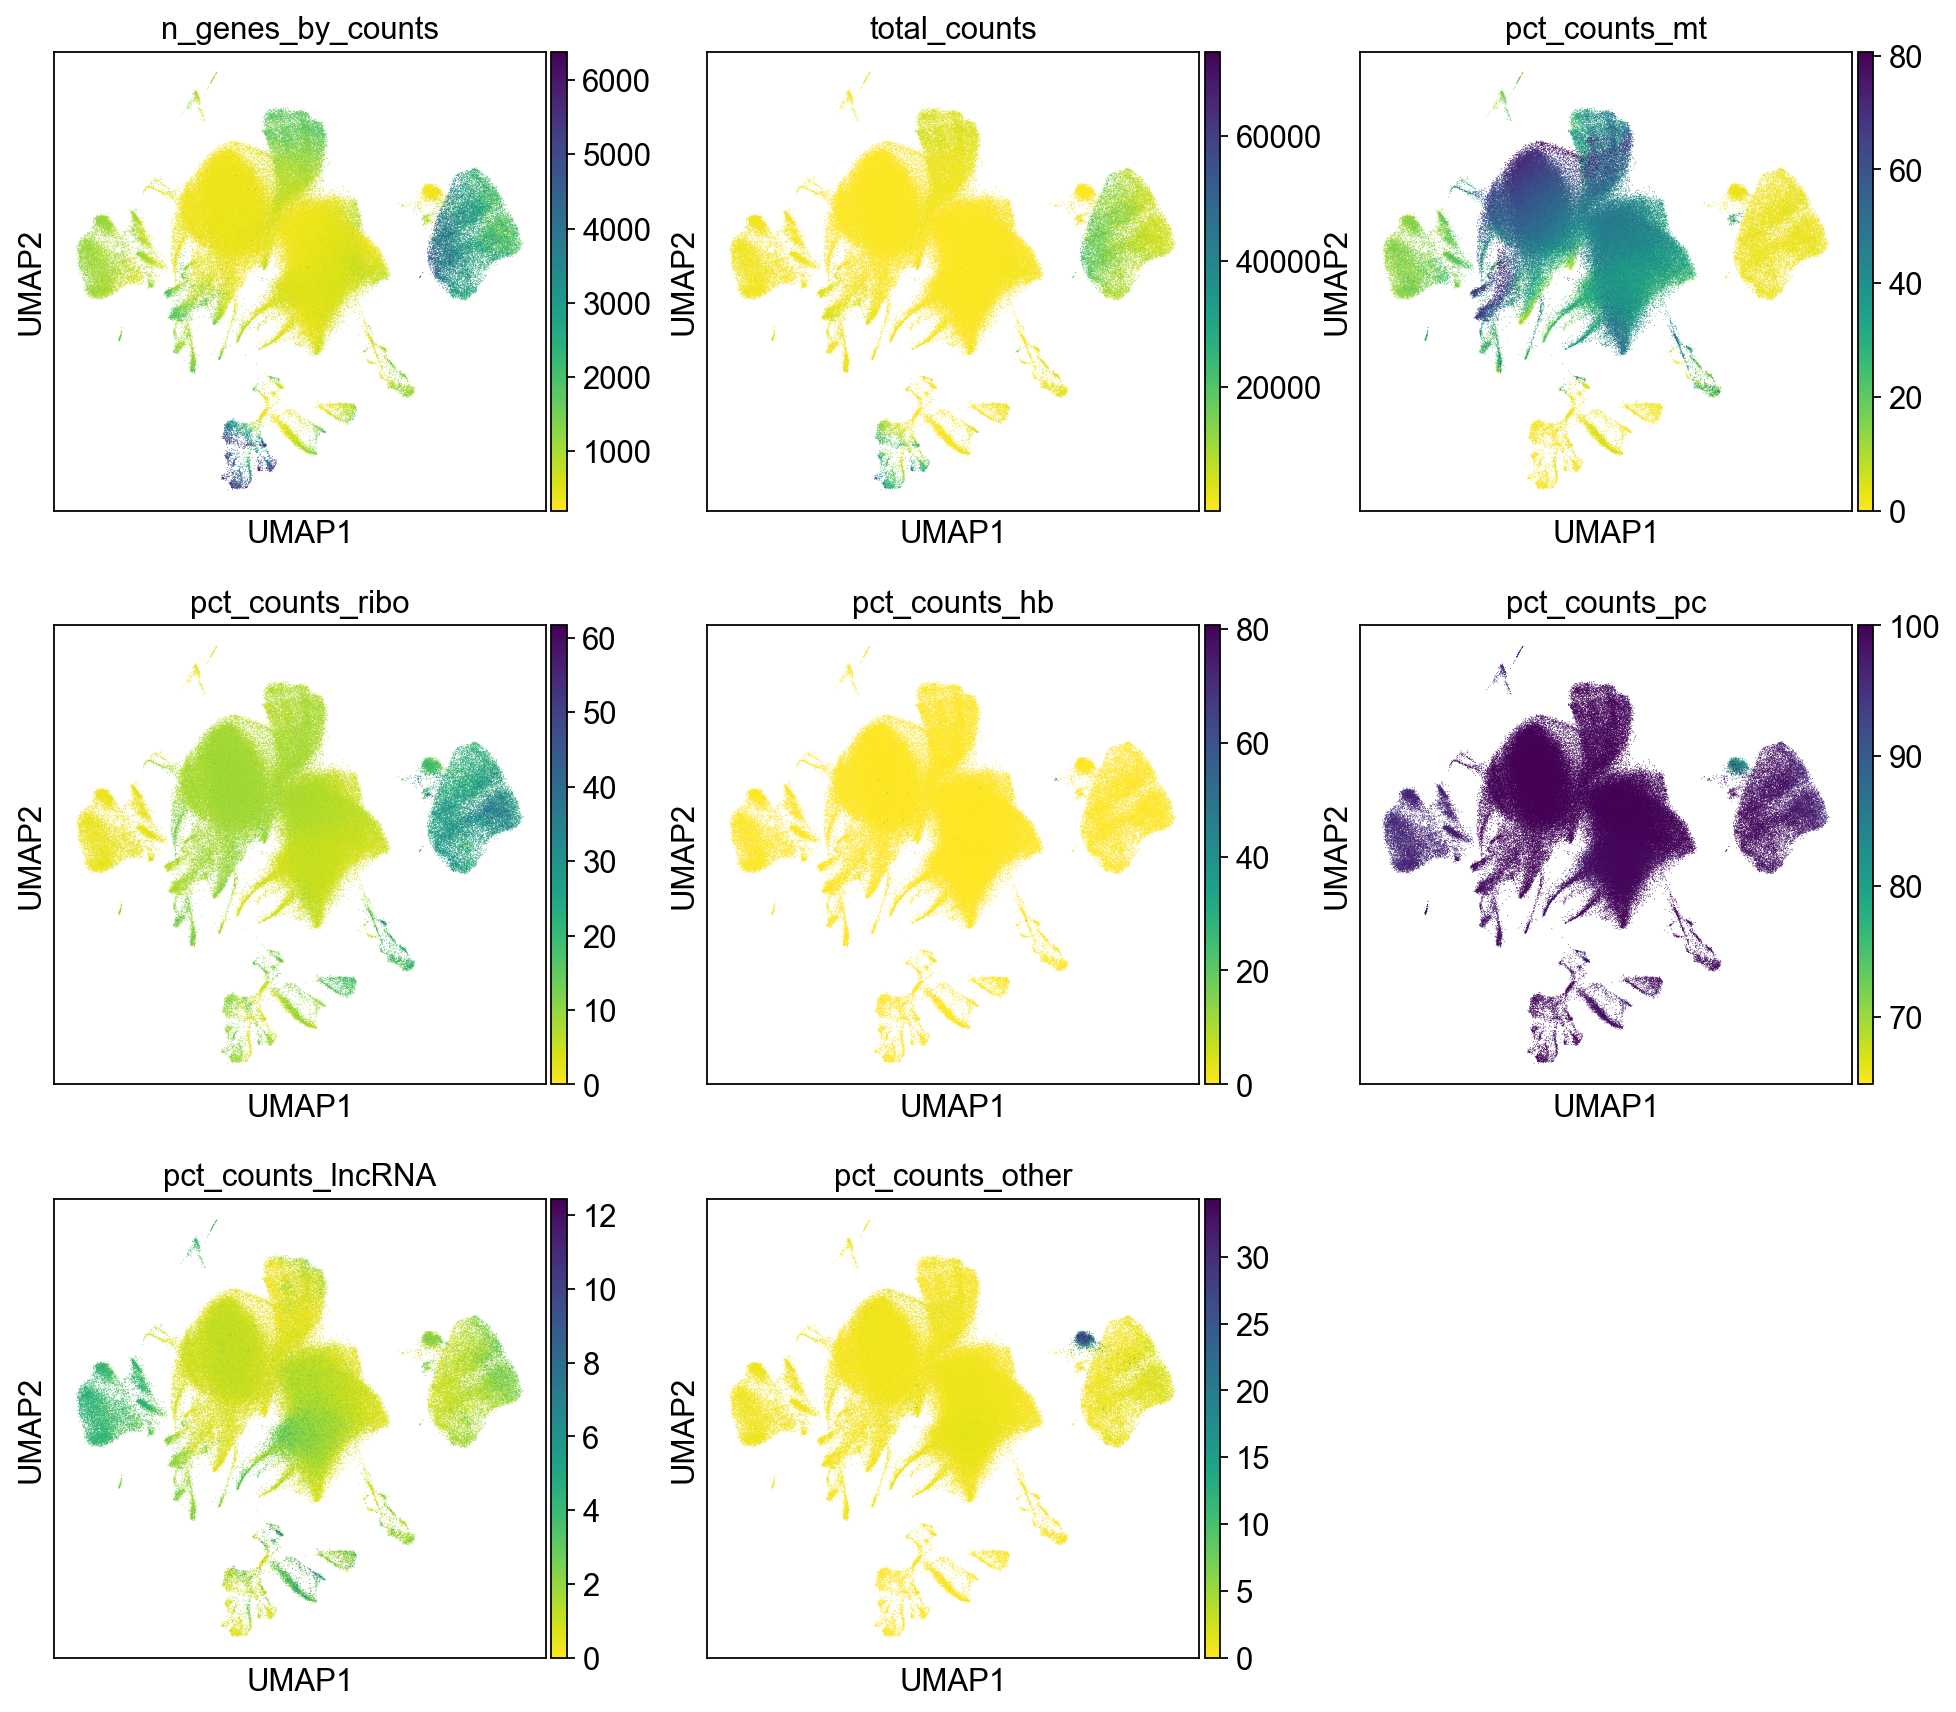 n_genes_by_counts
total_counts
pct_counts_mt
6000
5000
4000
3000
2000
1000
60000
40000
20000
80
60
40
20
0
UMAP2
UMAP2
UMAP2
UMAP1
UMAP1
UMAP1
pct_counts_ribo
pct_counts_hb
pct_counts_pc
60
50
40
30
20
10
0
80
60
40
20
0
100
90
80
70
UMAP2
UMAP2
UMAP2
UMAP1
UMAP1
UMAP1
pct_counts_lncRNA
pct_counts_other
12
10
8
6
4
2
0
30
25
20
15
10
5
0
UMAP2
UMAP2
UMAP1
UMAP1